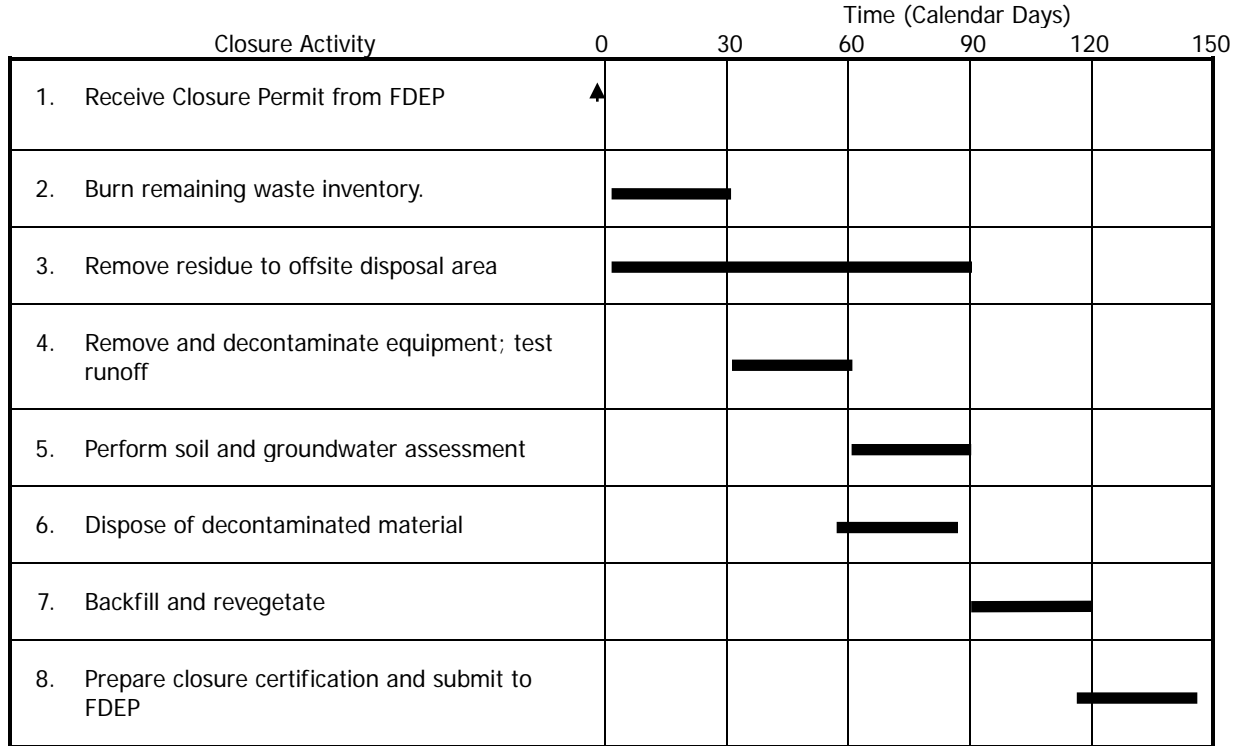 Time (Calendar Days)
Closure Activity 0 30 60 90 120 150
1. Receive Closure Permit from FDEP
2. Burn remaining waste inventory.
3. Remove residue to offsite disposal area
4. Remove and decontaminate equipment; test
runoff
5. Perform soil and groundwater assessment
6. Dispose of decontaminated material
7. Backfill and revegetate
8. Prepare closure certification and submit to
FDEP